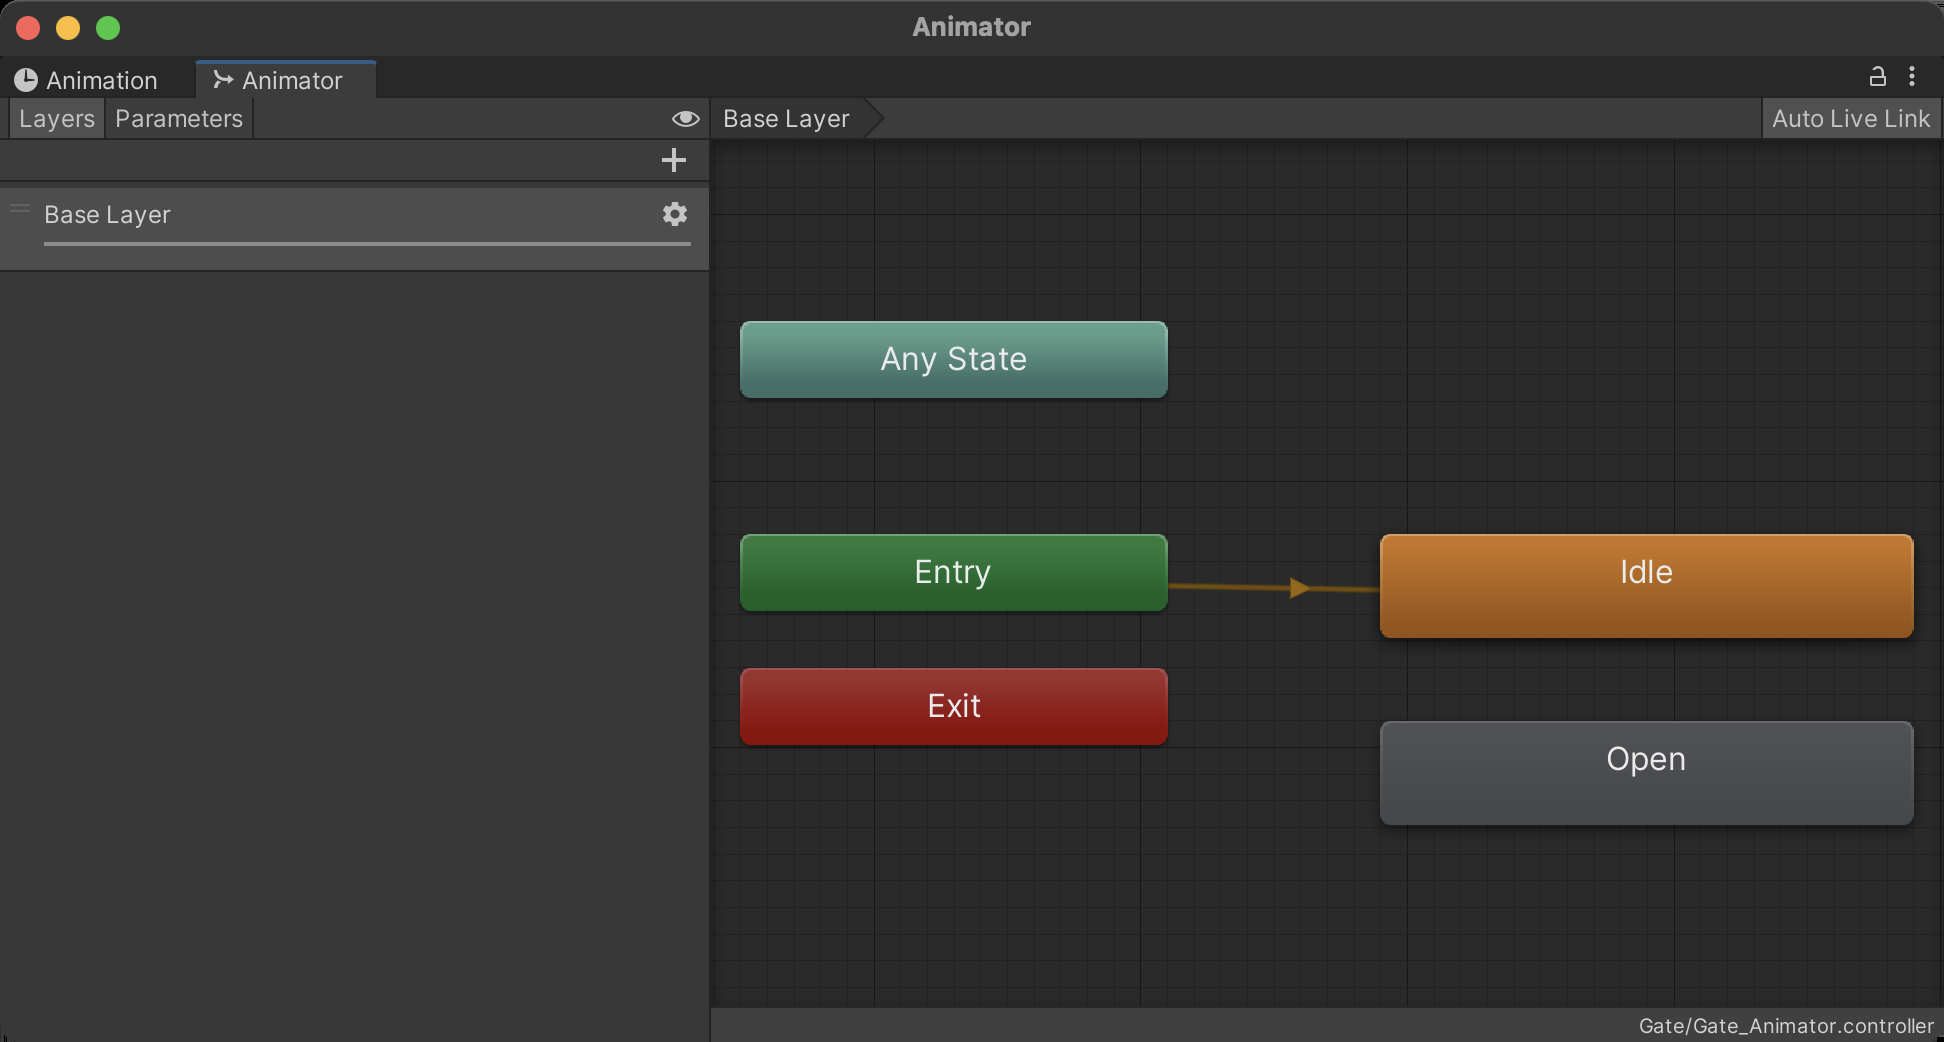 Animator
Animation
Animator
Layers
Parameters
Base Layer
Auto Live Link
Base Layer
Any State
Entry
Idle
Exit
Open
Gate/Gate_Animator.controller